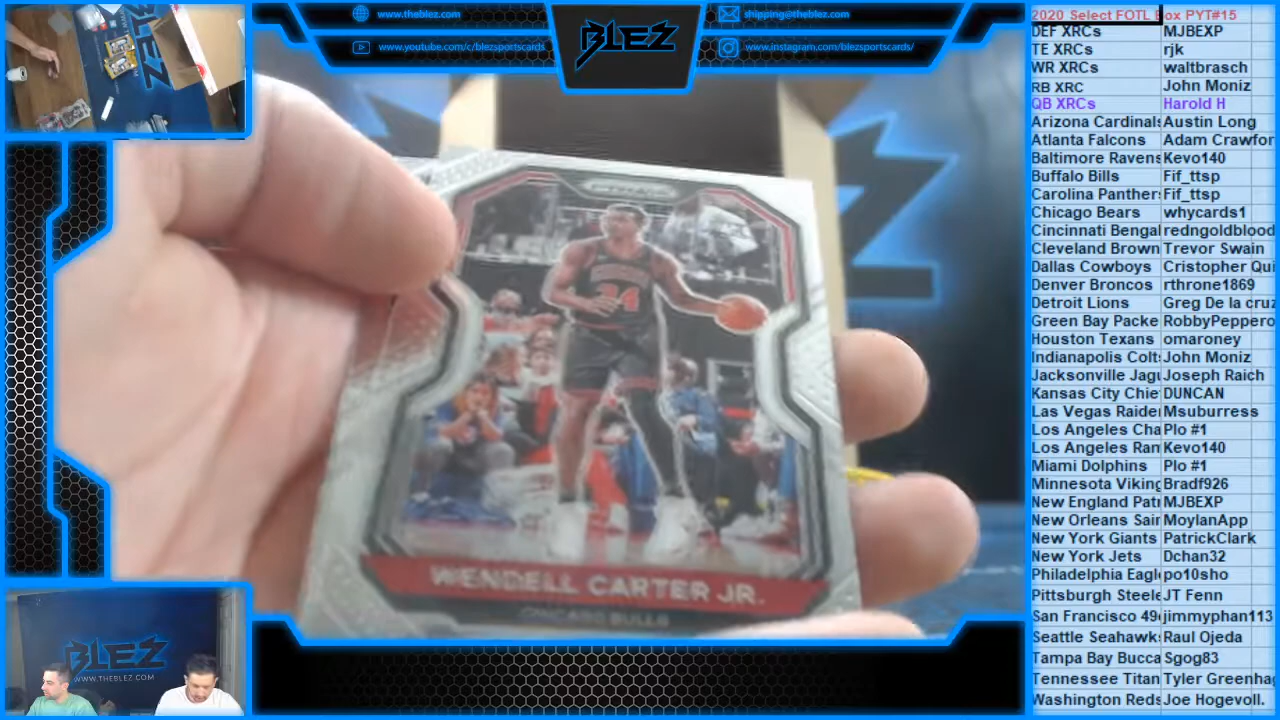 www.theblez.com
www.youtube.com/c/blezsportscards
BLEZ
shipping@theblez.com
www.instagram.com/blezsportscards/
WENDELL CARTER JR.
CHICAGO BULLS
34
BLEZ
WWW.THEBLEZ.COM
2020 Select FOTL Box PYT#15
DEF XRCs MJBEXP
TE XRCs rjk
WR XRCs waltbrasch
RB XRC John Moniz
QB XRCs Harold H
Arizona Cardinals Austin Long
Atlanta Falcons Adam Crawfor
Baltimore Ravens Kevo140
Buffalo Bills Fif_ttsp
Carolina Panther Fif_ttsp
Chicago Bears whycards1
Cincinnati Bengal redngoldblood
Cleveland Brown Trevor Swain
Dallas Cowboys Cristopher Qui
Denver Broncos rthrone1869
Detroit Lions Greg De la cruz
Green Bay Packe RobbyPeppero
Houston Texans omaroney
Indianapolis Colt John Moniz
Jacksonville Jagu Joseph Raich
Kansas City Chie DUNCAN
Las Vegas Raider Msuburress
Los Angeles Cha Plo #1
Los Angeles Ram Kevo140
Miami Dolphins Plo #1
Minnesota Viking Bradf926
New England Patr MJBEXP
New Orleans Sain MoylanApp
New York Giants PatrickClark
New York Jets Dchan32
Philadelphia Eagl po10sho
Pittsburgh Steele JT Fenn
San Francisco 49 jimmyphan113
Seattle Seahawk Raul Ojeda
Tampa Bay Bucca Sgog83
Tennessee Titan Tyler Greenhag
Washington Reds Joe Hogevoll.